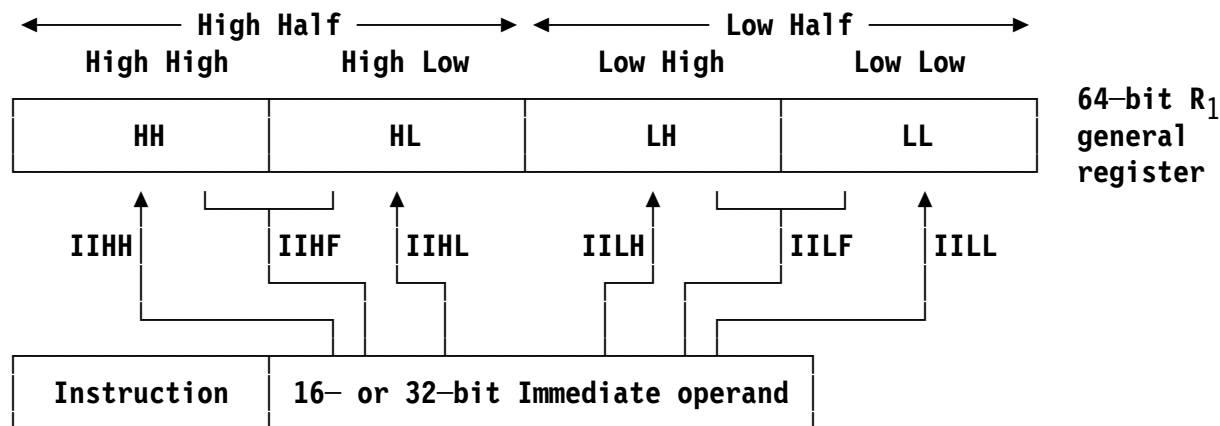 High Half Low Half
High High High Low Low High Low Low
HH HL LH LL
64—bit R1
general
register
IIHH IIHF IIHL IILH IILF IILL
Instruction 16— or 32—bit Immediate operand